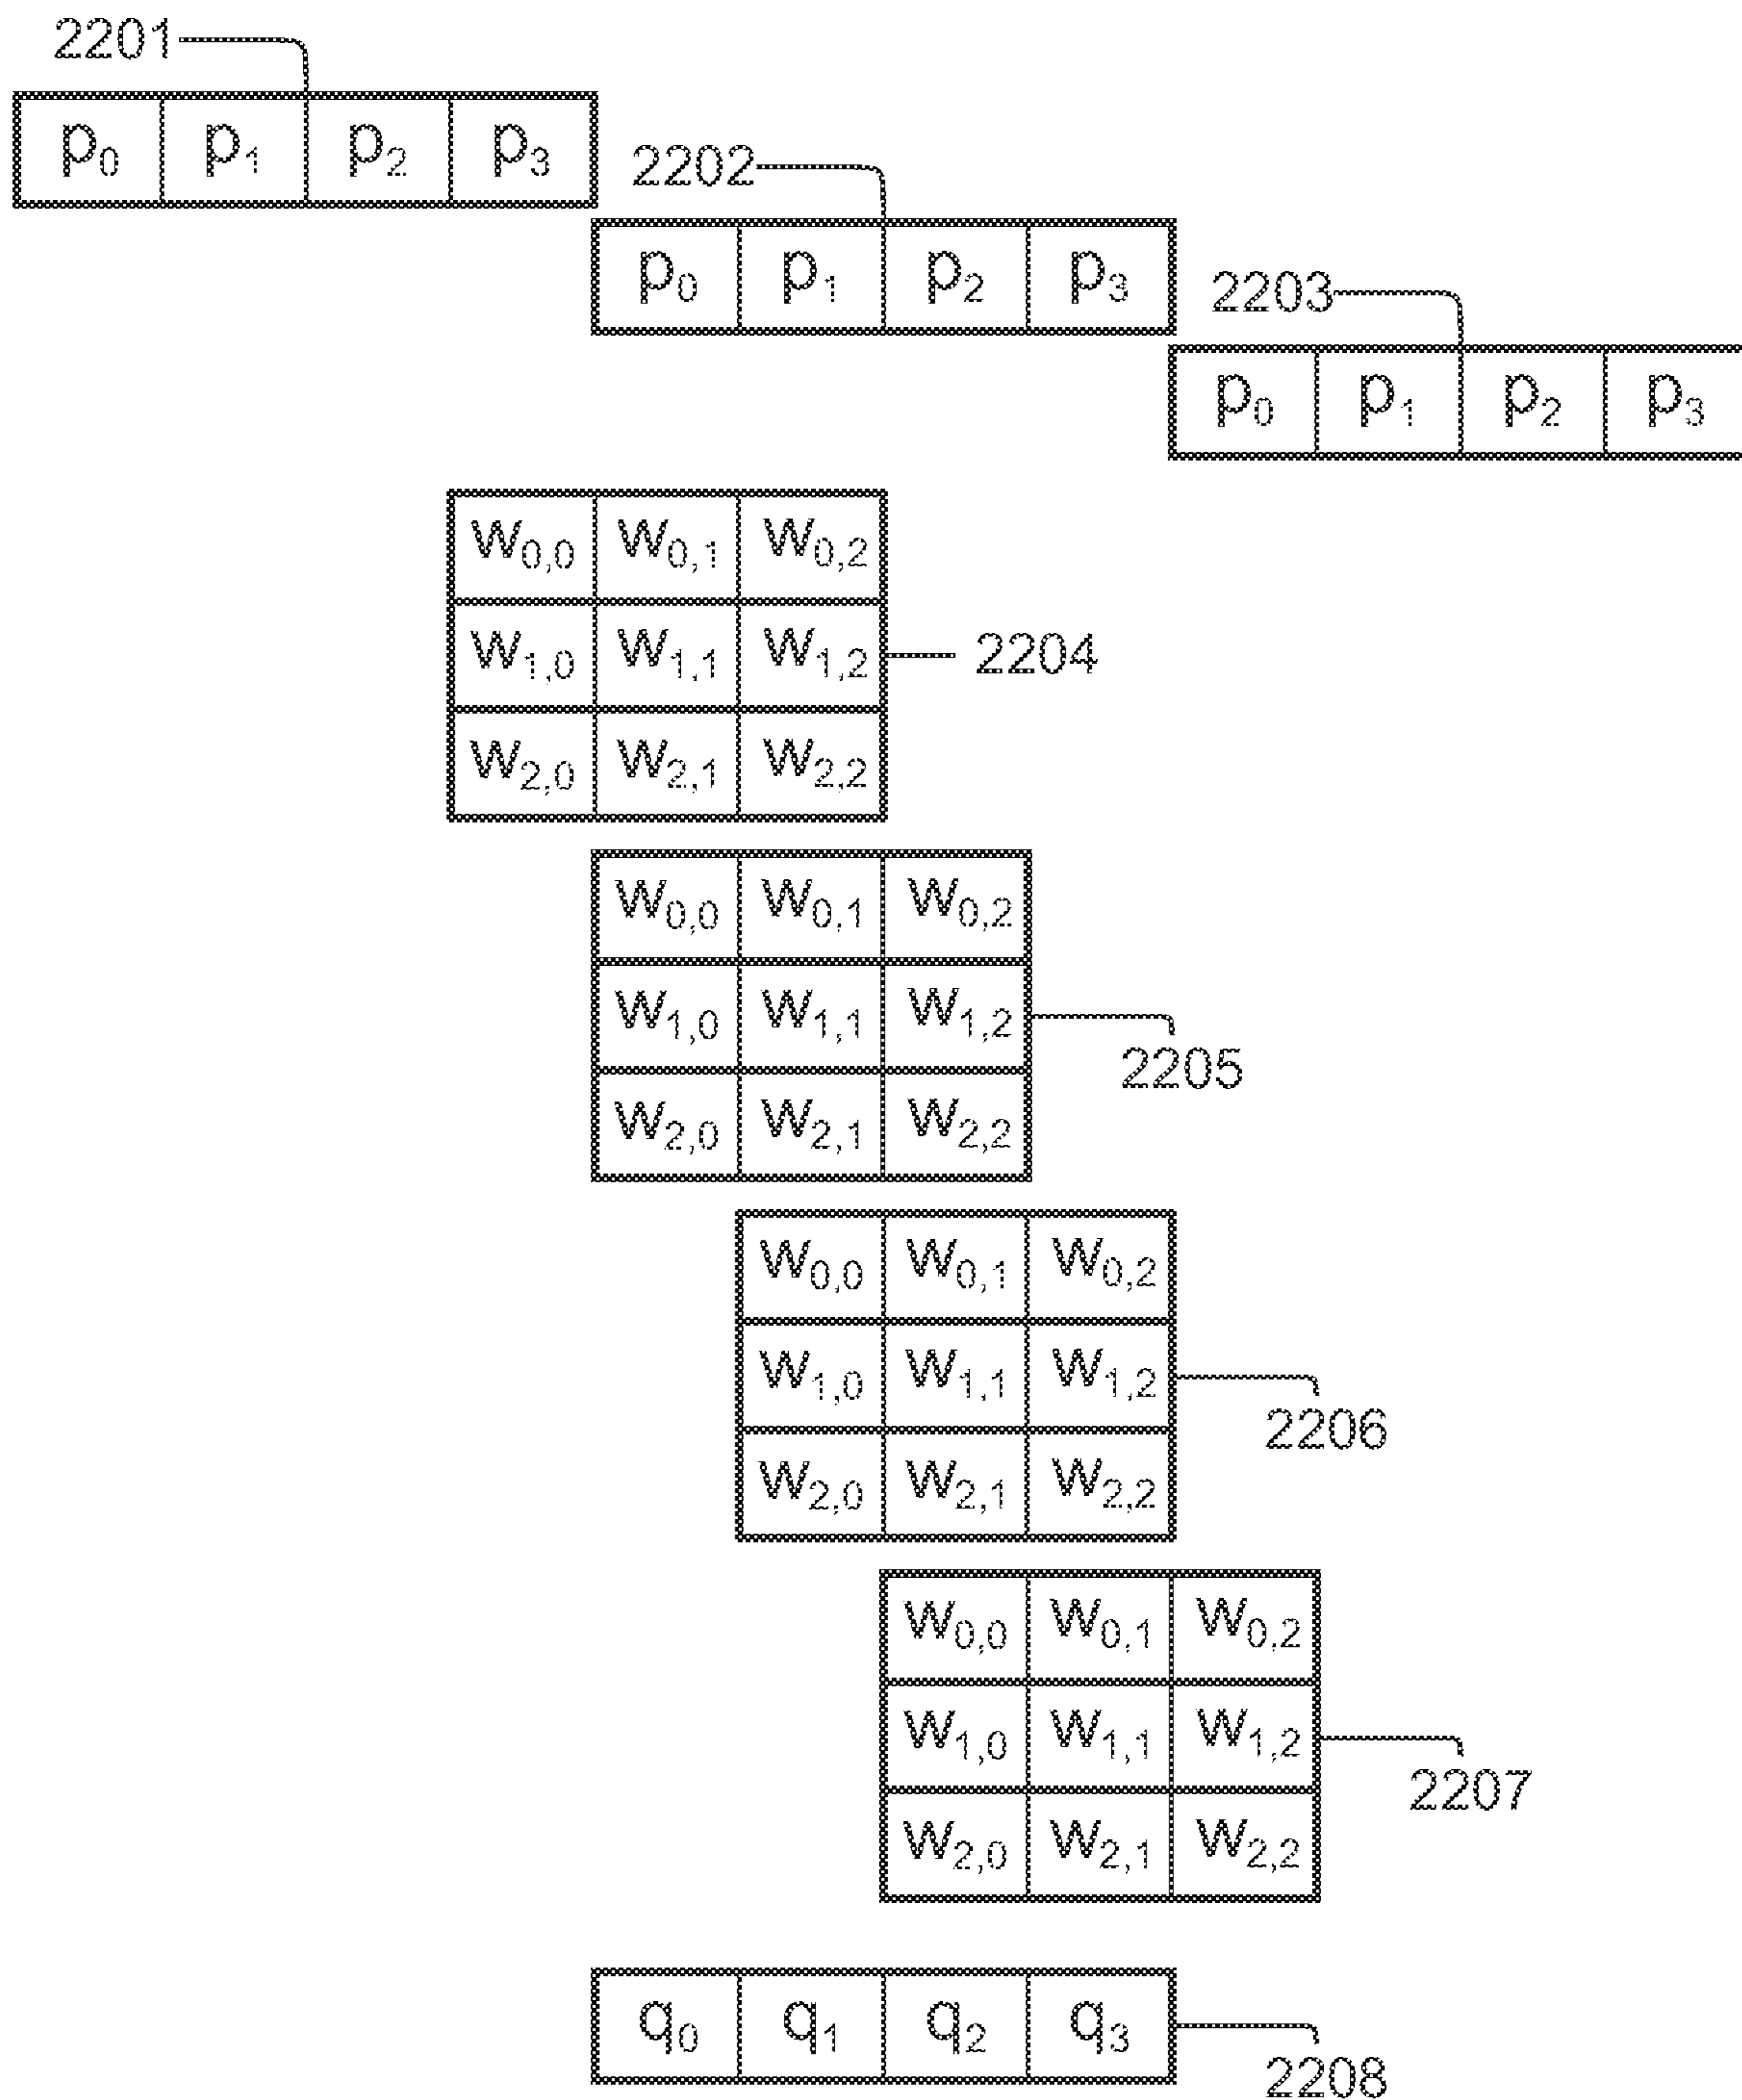 2201
p₀ p₁ p₂ p₃
2202
p₀ p₁ p₂ p₃
2203
p₀ p₁ p₂ p₃
w₀,₀ w₀,₁ w₀,₂
w₁,₀ w₁,₁ w₁,₂
2204
w₂,₀ w₂,₁ w₂,₂
w₀,₀ w₀,₁ w₀,₂
w₁,₀ w₁,₁ w₁,₂
2205
w₂,₀ w₂,₁ w₂,₂
w₀,₀ w₀,₁ w₀,₂
w₁,₀ w₁,₁ w₁,₂
2206
w₂,₀ w₂,₁ w₂,₂
w₀,₀ w₀,₁ w₀,₂
w₁,₀ w₁,₁ w₁,₂
2207
w₂,₀ w₂,₁ w₂,₂
q₀ q₁ q₂ q₃
2208